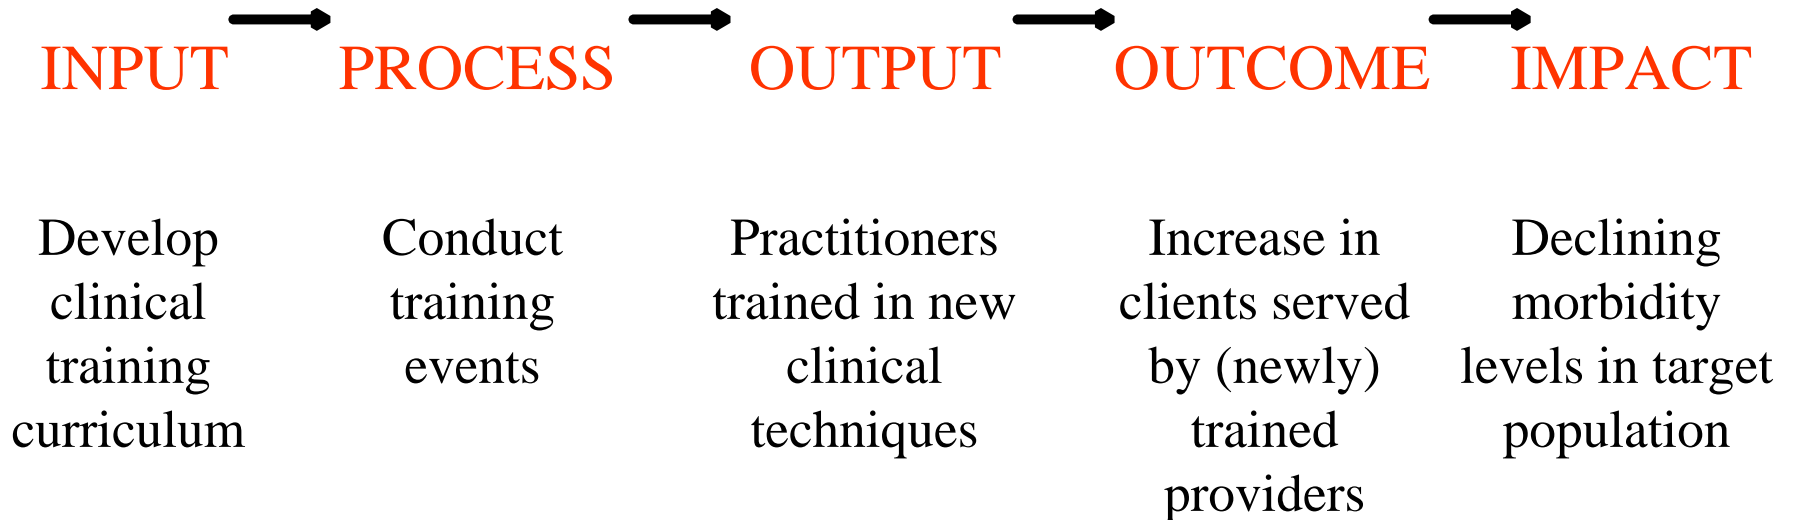 INPUT PROCESS OUTPUT OUTCOME IMPACT
Develop
clinical
training
curriculum
Conduct
training
events
Practitioners
trained in new
clinical
techniques
Increase in
clients served
by (newly)
trained
providers
Declining
morbidity
levels in target
population